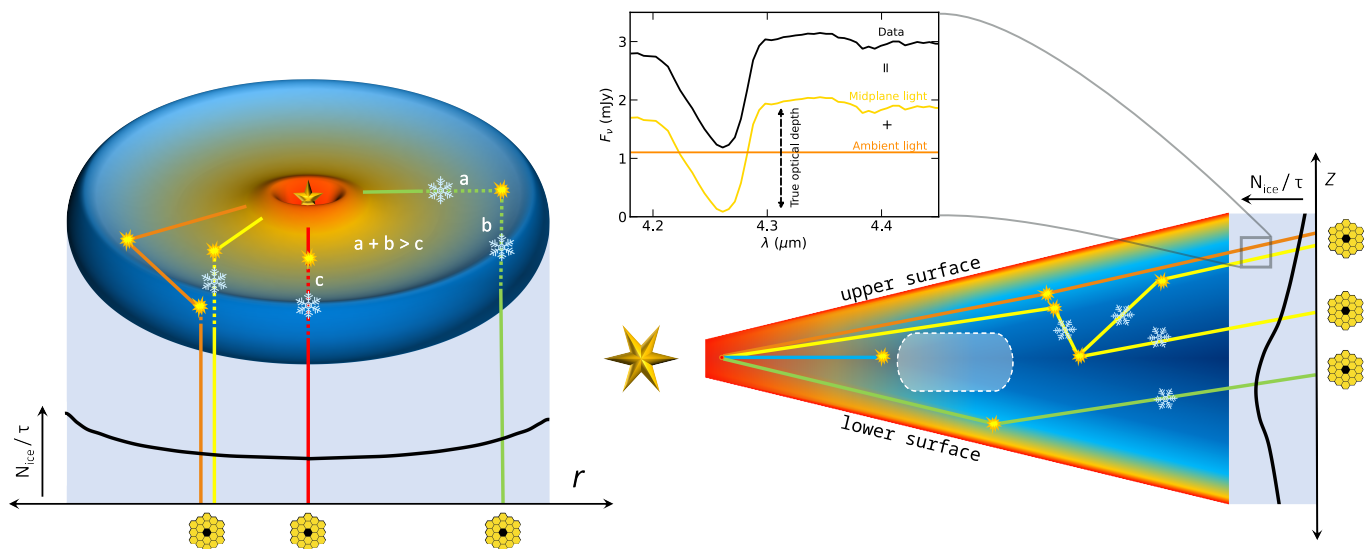 a
b
a + b > c
c
N_ice / τ
r
3
2
1
0
F_ν (mJy)
4.2
4.3
4.4
λ (μm)
Data
=
Midplane light
+
Ambient light
True optical depth
upper surface
lower surface
N_ice / τ
Z